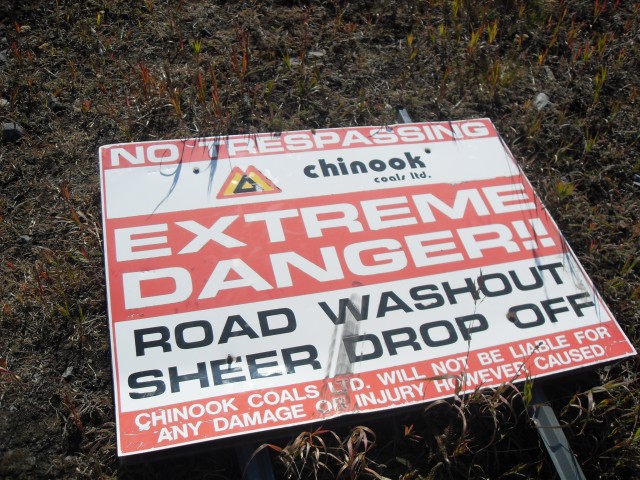 NO TRESPASSING
chinook
coals ltd.
EXTREME
DANGER!!
ROAD WASHOUT
SHEER DROP OFF
CHINOOK COALS LTD. WILL NOT BE LIABLE FOR
ANY DAMAGE OR INJURY HOWEVER CAUSED